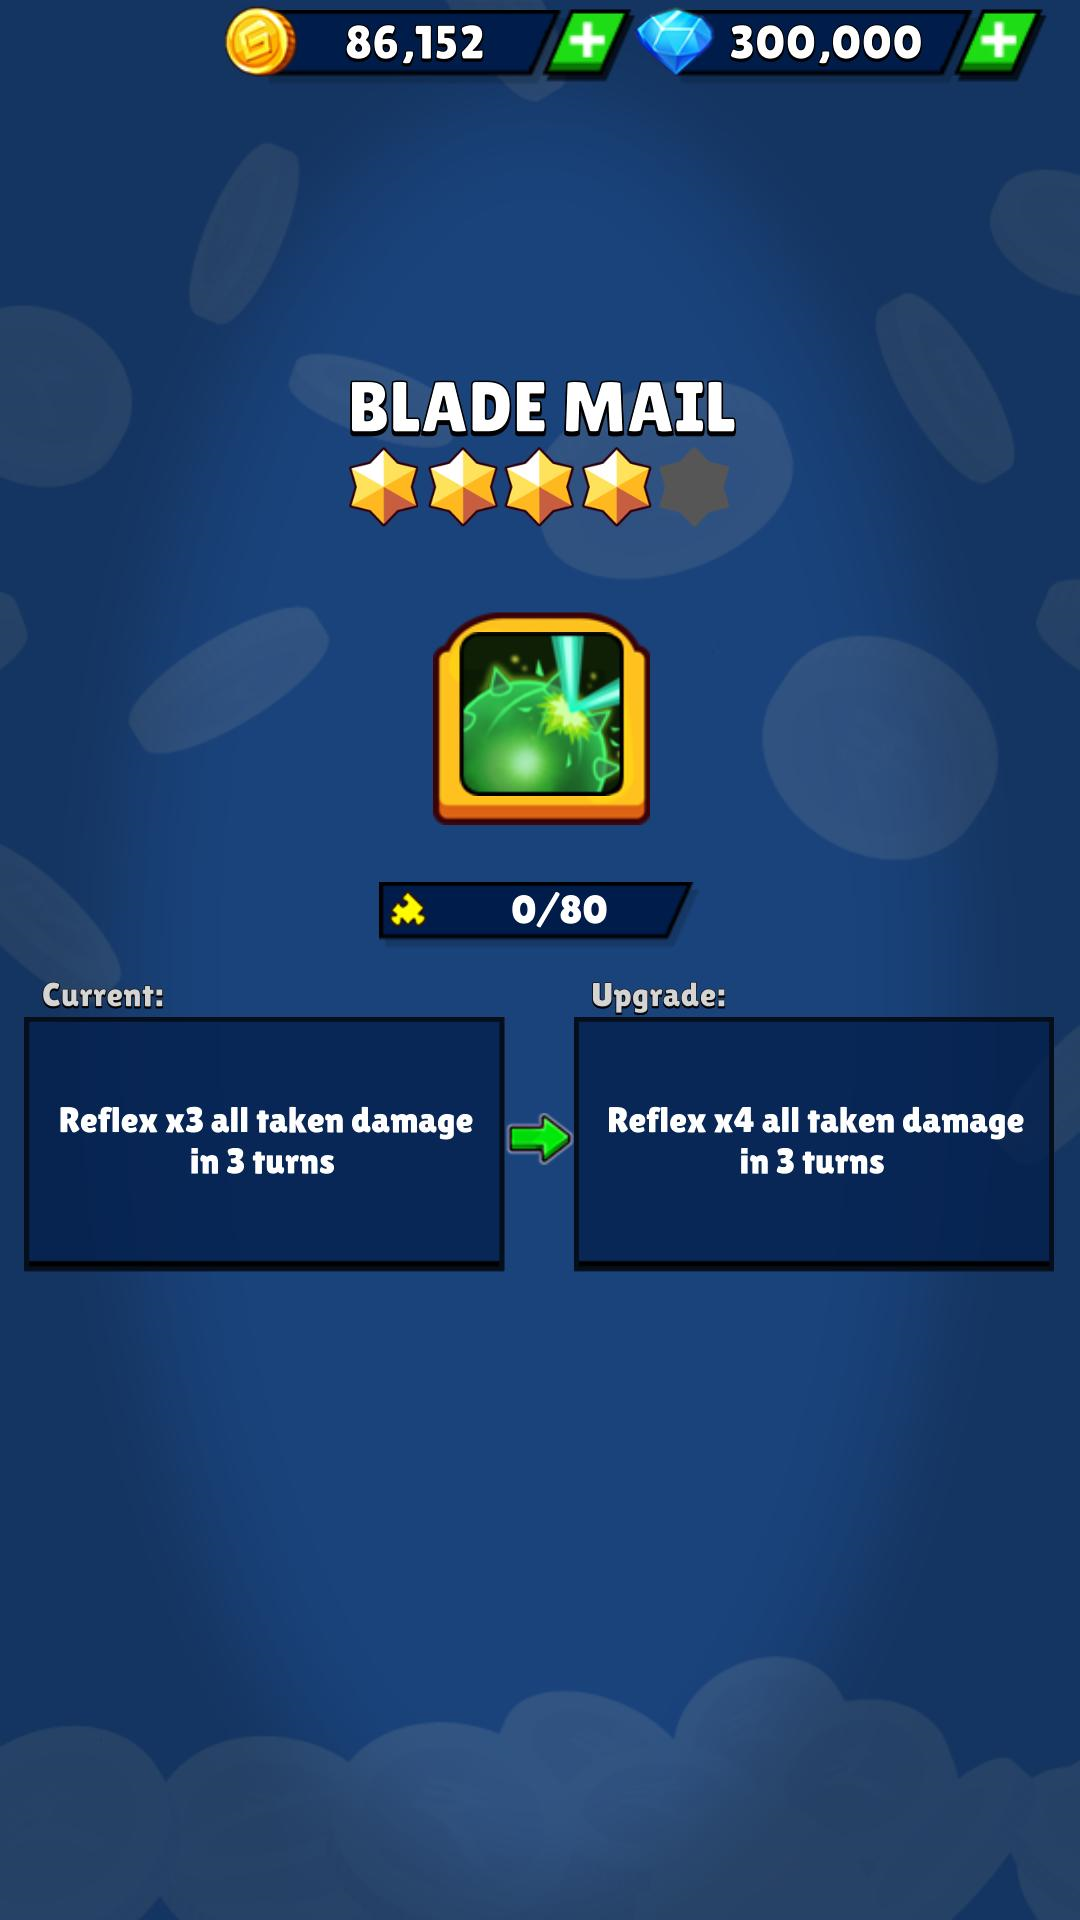 86,152
300,000
BLADE MAIL
0/80
Current:
Upgrade:
Reflex x3 all taken damage
in 3 turns
Reflex x4 all taken damage
in 3 turns